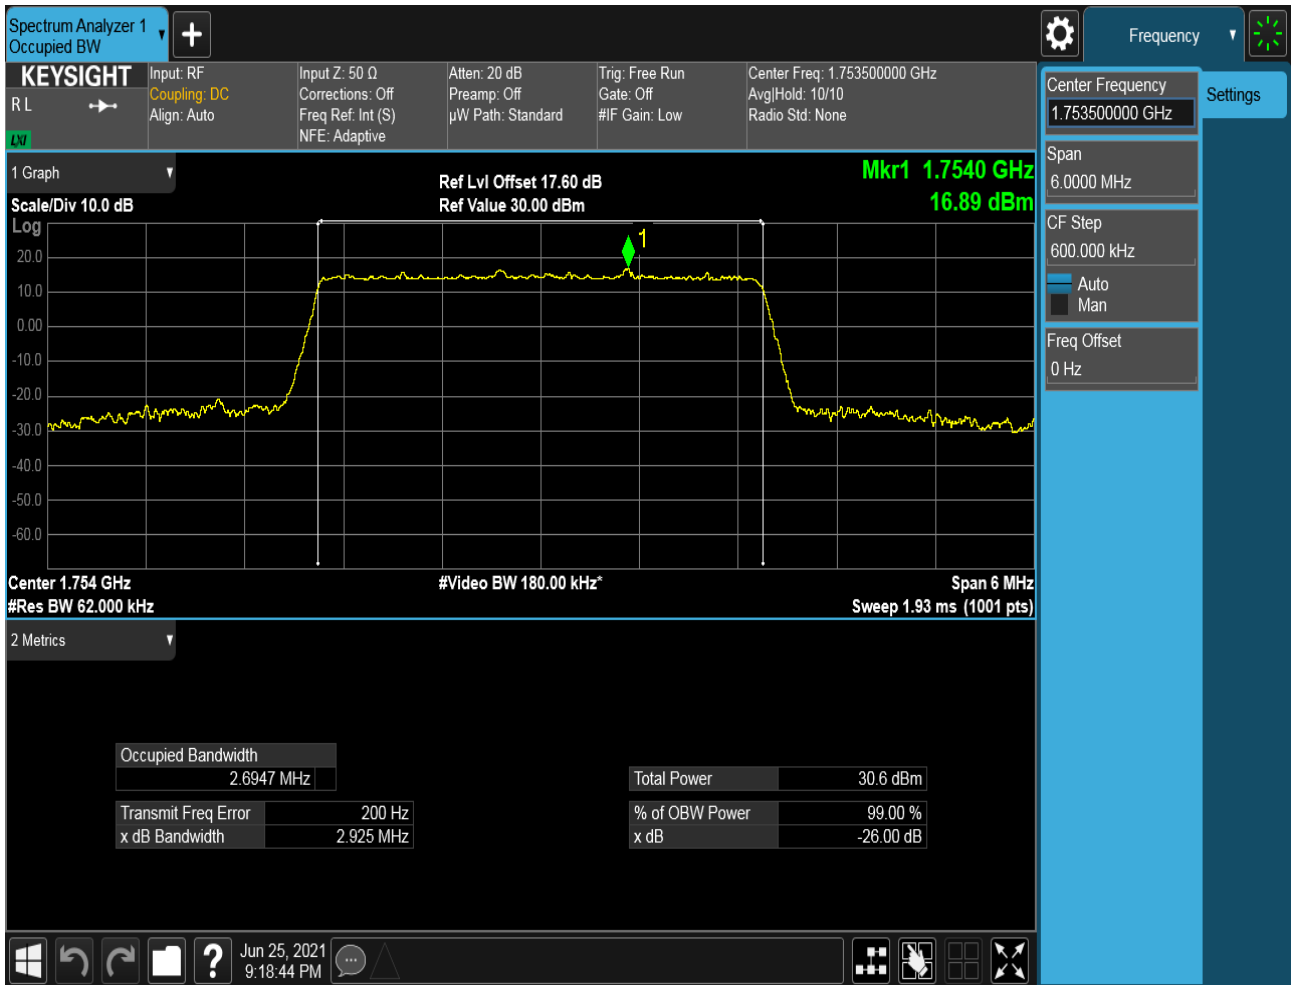 Spectrum Analyzer 1
Occupied BW
Frequency
KEYSIGHT
R L
LXI
Input: RF
Coupling: DC
Align: Auto
Input Z: 50 Ω
Corrections: Off
Freq Ref: Int (S)
NFE: Adaptive
Atten: 20 dB
Preamp: Off
µW Path: Standard
Trig: Free Run
Gate: Off
#IF Gain: Low
Center Freq: 1.753500000 GHz
Avg|Hold: 10/10
Radio Std: None
Center Frequency
1.753500000 GHz
Settings
Span
6.0000 MHz
CF Step
600.000 kHz
Auto
Man
Freq Offset
0 Hz
1 Graph
Scale/Div 10.0 dB
Ref Lvl Offset 17.60 dB
Ref Value 30.00 dBm
Mkr1 1.7540 GHz
16.89 dBm
Log
1
20.0
10.0
0.00
-10.0
-20.0
-30.0
-40.0
-50.0
-60.0
Center 1.754 GHz
#Video BW 180.00 kHz*
Span 6 MHz
#Res BW 62.000 kHz
Sweep 1.93 ms (1001 pts)
2 Metrics
Occupied Bandwidth
2.6947 MHz
Transmit Freq Error 200 Hz
x dB Bandwidth 2.925 MHz
Total Power 30.6 dBm
% of OBW Power 99.00 %
x dB -26.00 dB
?
Jun 25, 2021
9:18:44 PM